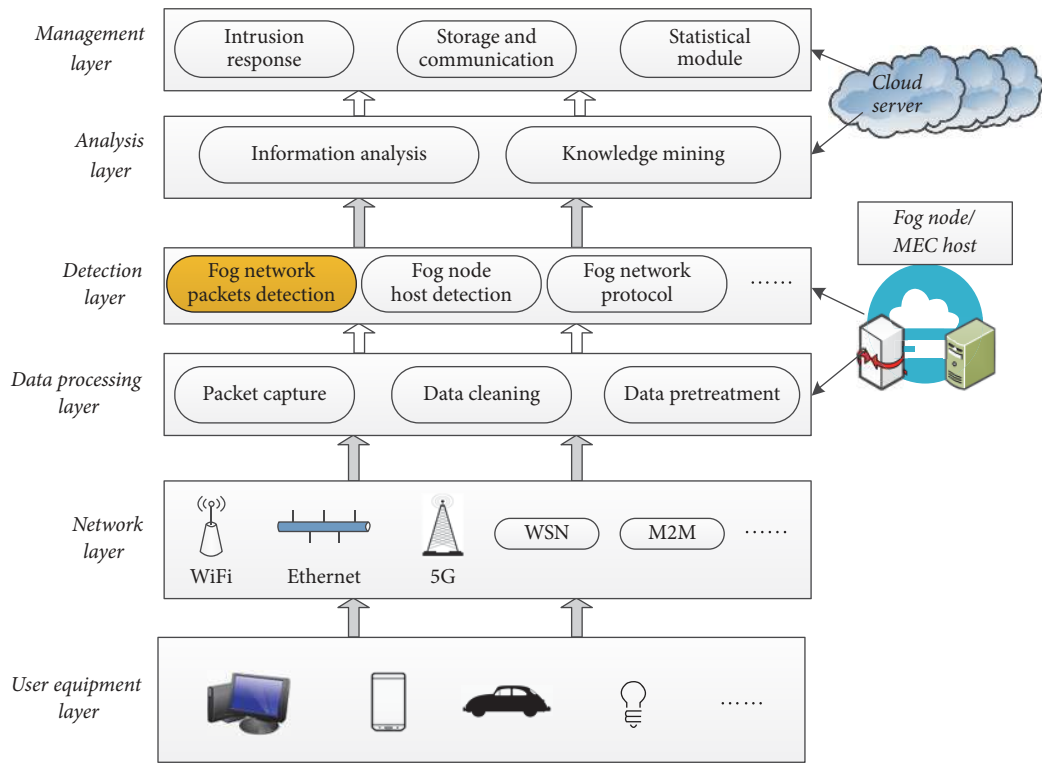 Management
layer
Intrusion
response
Storage and
communication
Statistical
module
Cloud
server
Analysis
layer
Information analysis
Knowledge mining
Fog node/
MEC host
Detection
layer
Fog network
packets detection
Fog node
host detection
Fog network
protocol
……
Data processing
layer
Packet capture
Data cleaning
Data pretreatment
Network
layer
WiFi
Ethernet
5G
WSN
M2M
……
User equipment
layer
……